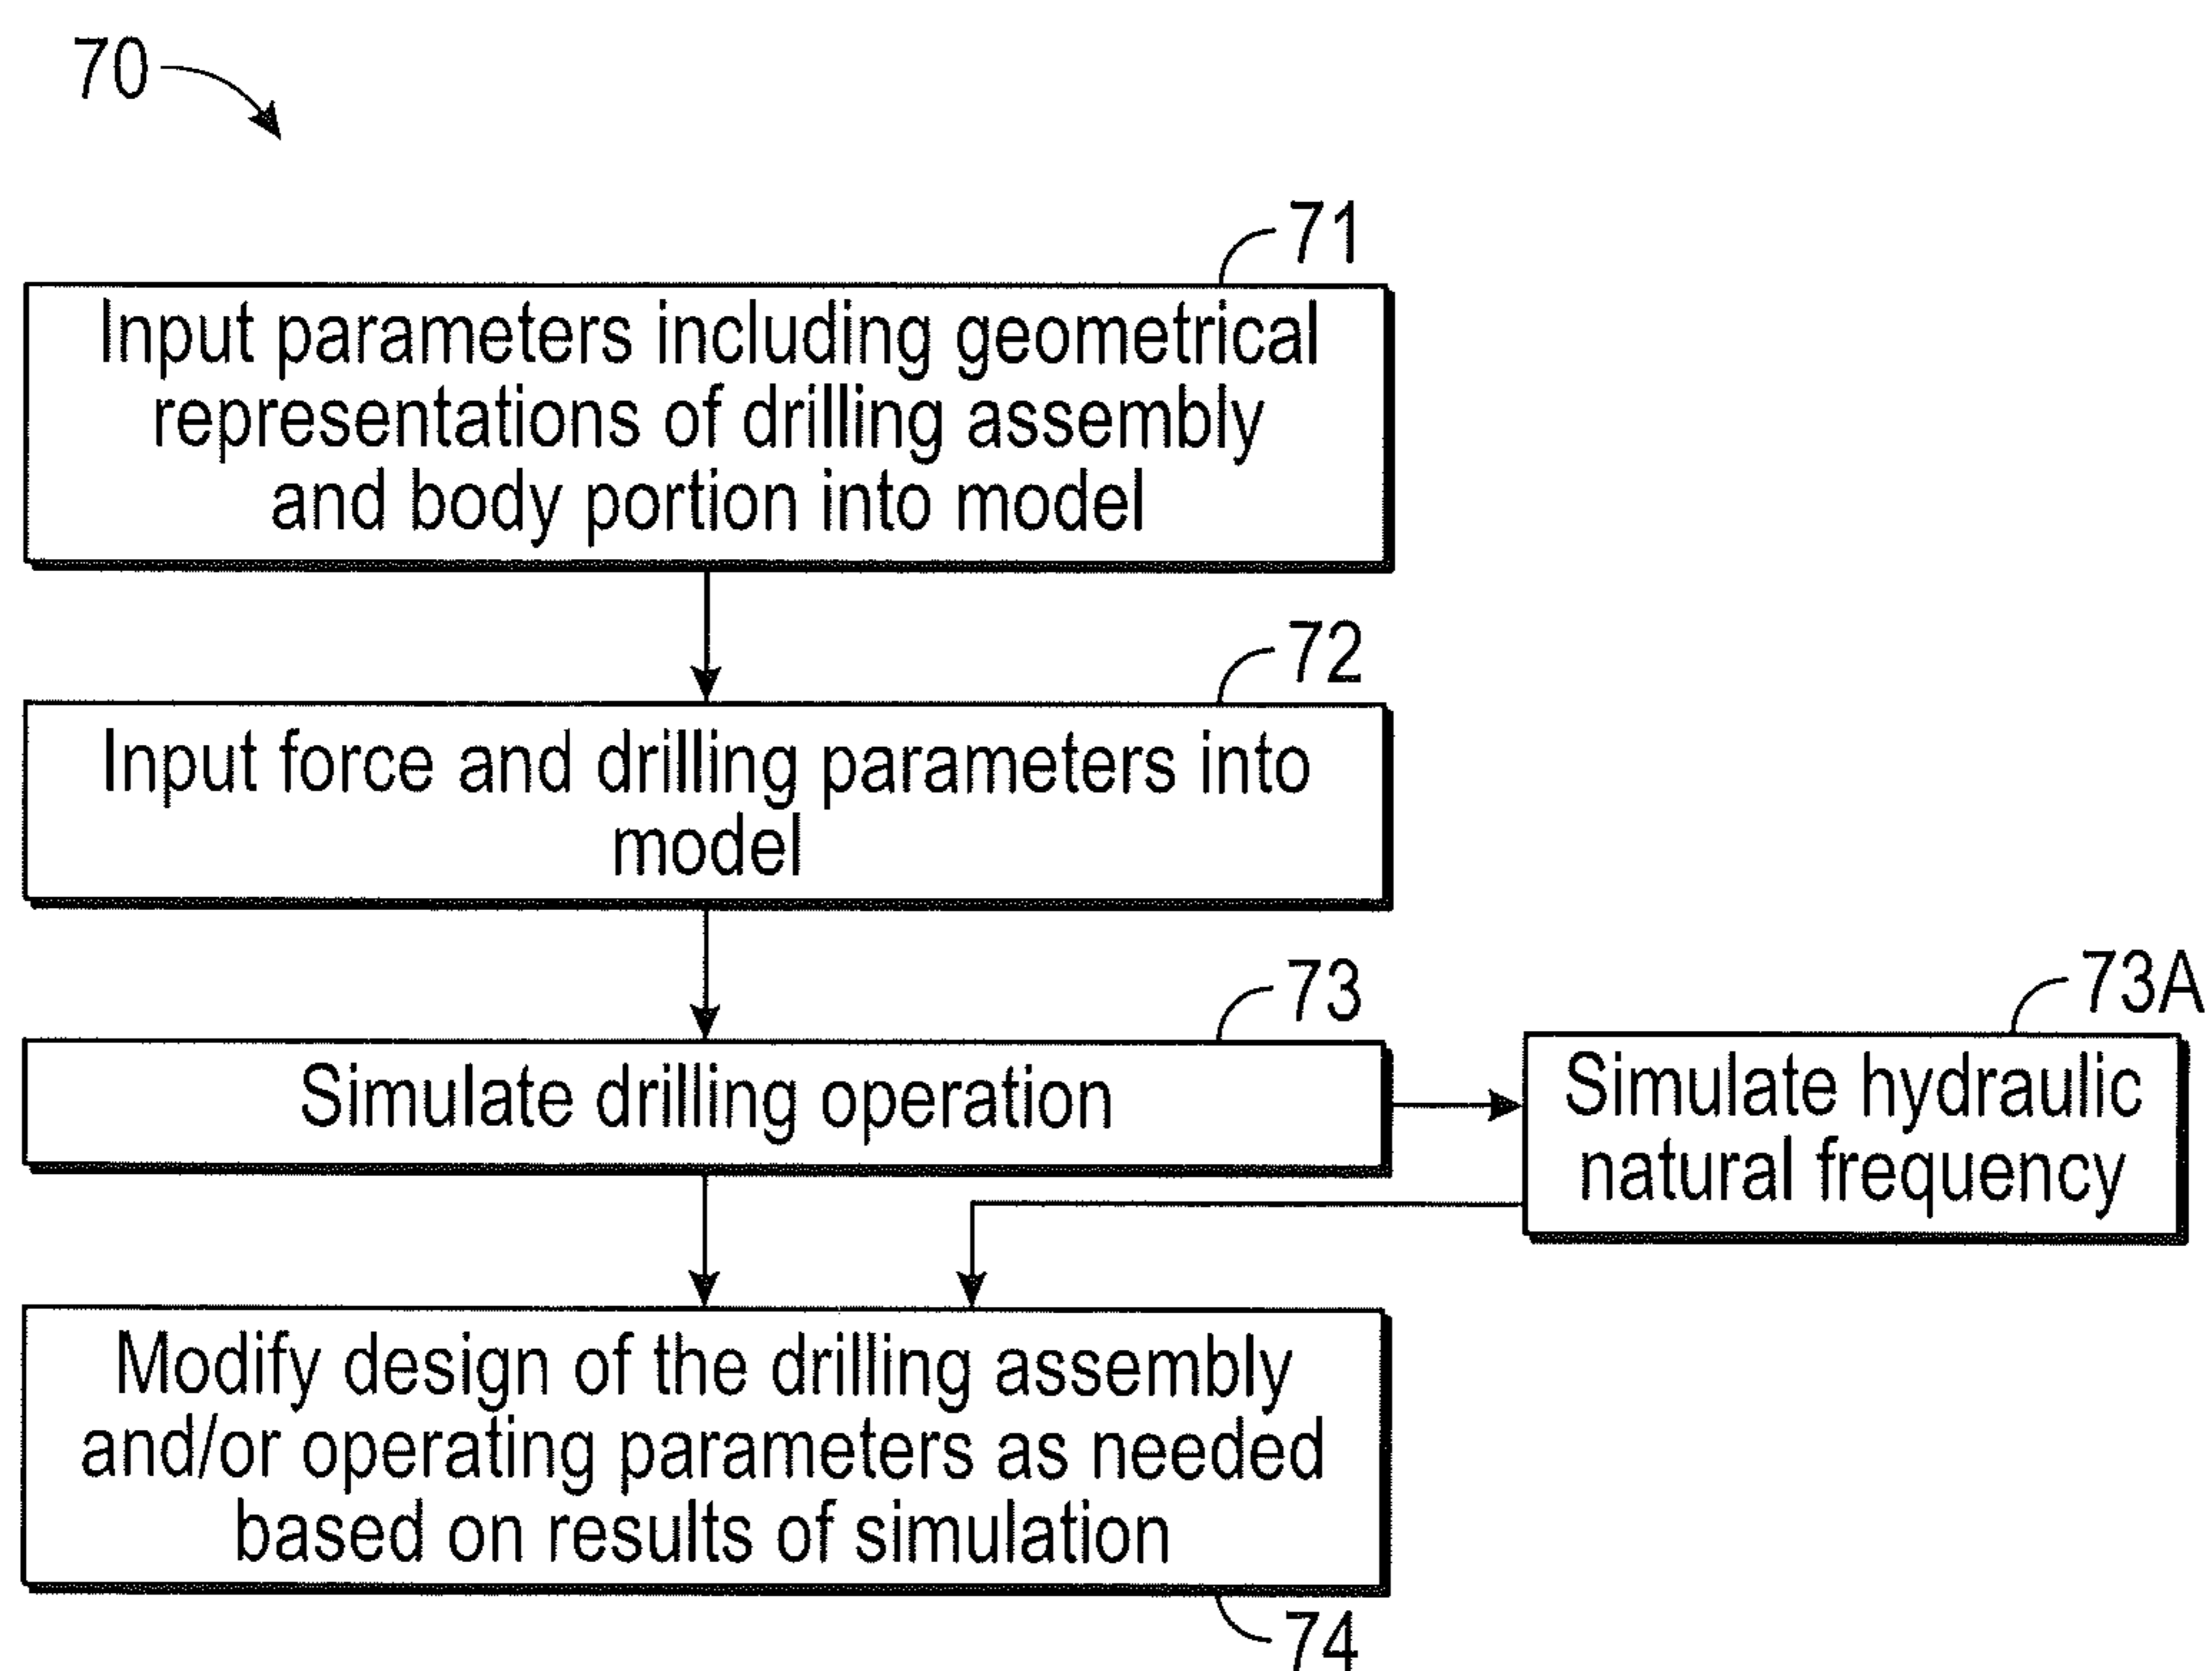 70
71
Input parameters including geometrical
representations of drilling assembly
and body portion into model
72
Input force and drilling parameters into
model
73
Simulate drilling operation
73A
Simulate hydraulic
natural frequency
Modify design of the drilling assembly
and/or operating parameters as needed
based on results of simulation
74